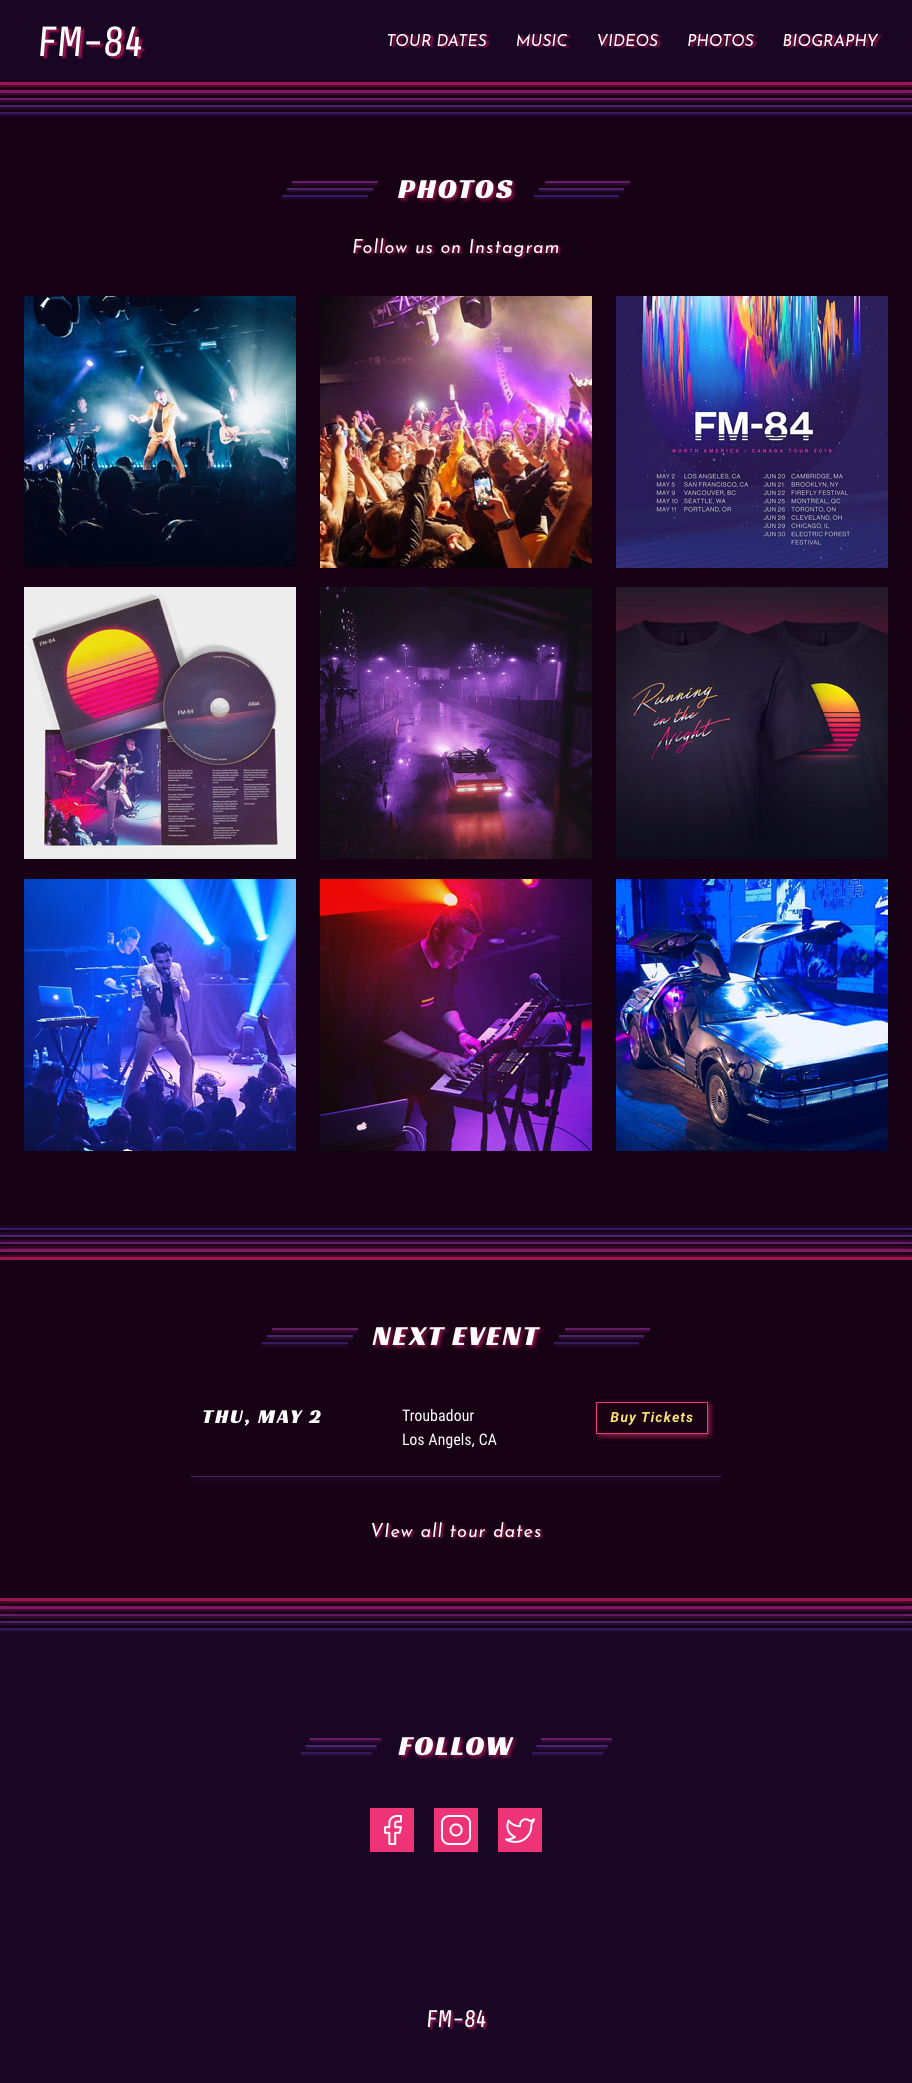 FM-84
TOUR DATES MUSIC VIDEOS PHOTOS BIOGRAPHY
PHOTOS
Follow us on Instagram
FM-84
NORTH AMERICA / CANADA TOUR 2019
MAY 2 LOS ANGELES, CA
MAY 5 SAN FRANCISCO, CA
MAY 9 VANCOUVER, BC
MAY 10 SEATTLE, WA
MAY 11 PORTLAND, OR
JUN 20 CAMBRIDGE, MA
JUN 21 BROOKLYN, NY
JUN 22 FIREFLY FESTIVAL
JUN 25 MONTREAL, QC
JUN 26 TORONTO, ON
JUN 28 CLEVELAND, OH
JUN 29 CHICAGO, IL
JUN 30 ELECTRIC FOREST
FESTIVAL
FM-84
FM-84 Atlas
Running
in the
Night
NEXT EVENT
THU, MAY 2
Troubadour
Los Angels, CA
Buy Tickets
VIew all tour dates
FOLLOW
FM-84